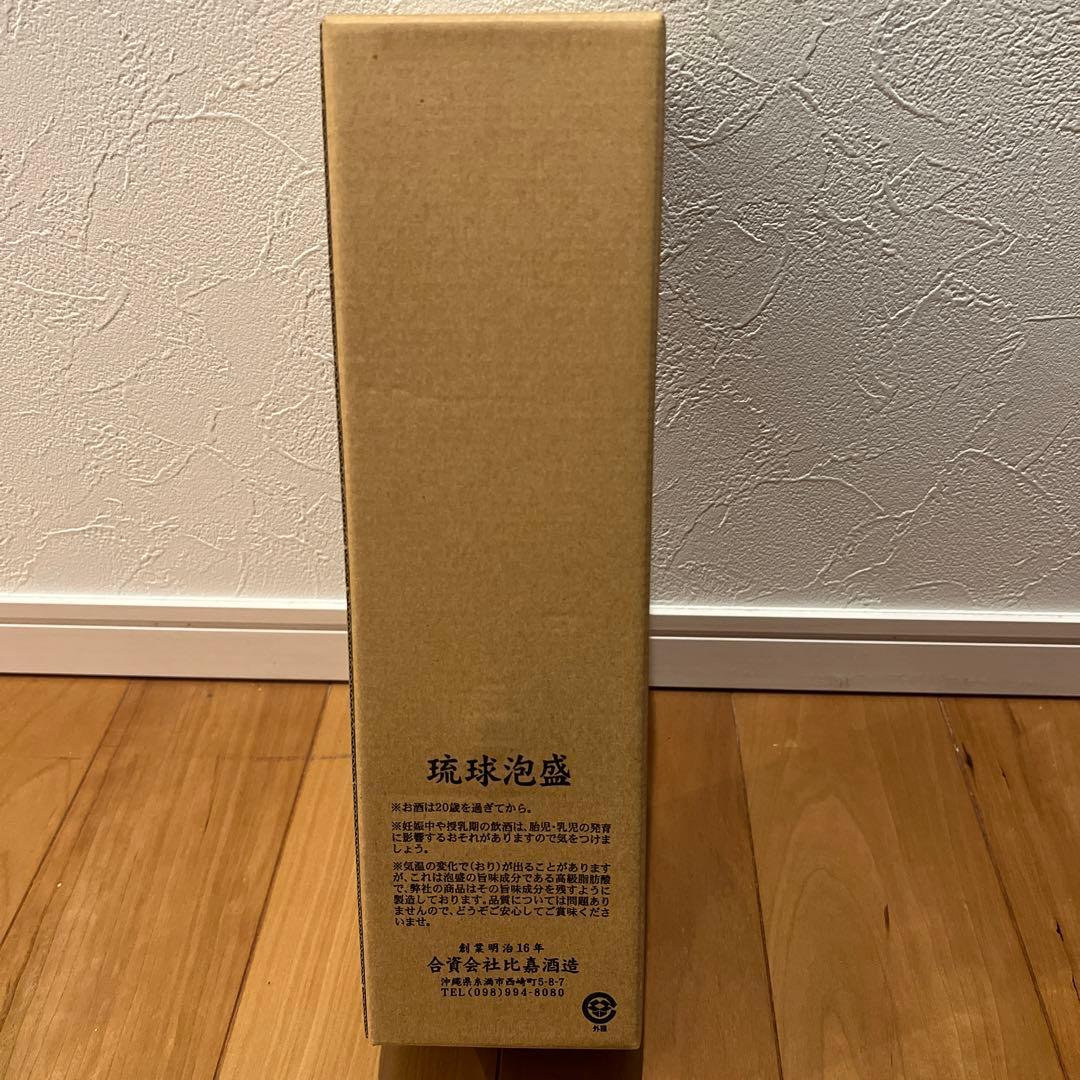 琉球泡盛
※お酒は20歳を過ぎてから。
※妊娠中や授乳期の飲酒は、胎児・乳児の発育
に影響するおそれがありますので気をつけま
しょう。
※気温の変化で(おり)が出ることがあります
が、これは泡盛の旨味成分である高級脂肪酸
で、弊社の商品はその旨味成分を残すように
製造しております。品質については問題あり
ませんので、どうぞご安心してご賞味くださ
いませ。
創業明治16年
合資会社比嘉酒造
沖縄県糸満市西崎町5-8-7
TEL(098)994-8080
外箱